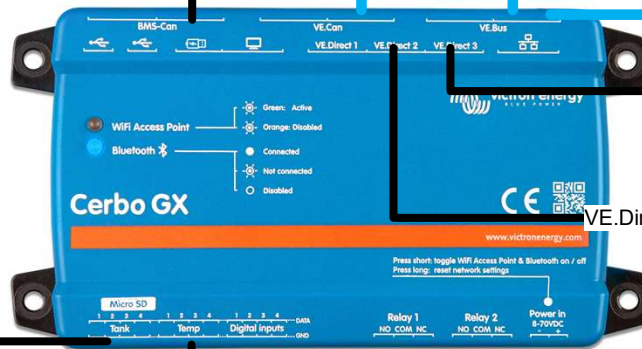 BMS-Can VE.Can VE.Bus
VE.Direct 1 VE.Direct 2 VE.Direct 3
victron energy
BLUE POWER
WiFi Access Point
Green: Active
Orange: Disabled
Bluetooth
Connected
Not connected
Disabled
Cerbo GX
CE
VE.Dir
www.victronenergy.com
Press short: toggle WiFi Access Point & Bluetooth on / off
Press long: reset network settings
Micro SD
1 2 3 4 1 2 3 4 1 2 3 4 DATA
Tank Temp Digital inputs GND
Relay 1
NO COM NC
Relay 2
NO COM NC
Power in
8-70VDC
- +